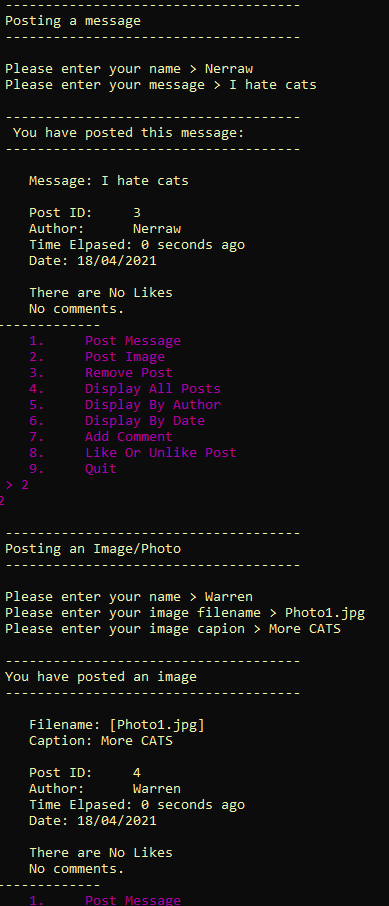 -------------------------------------
Posting a message
-------------------------------------
Please enter your name > Nerraw
Please enter your message > I hate cats
-------------------------------------
You have posted this message:
-------------------------------------
Message: I hate cats
Post ID: 3
Author: Nerraw
Time Elpased: 0 seconds ago
Date: 18/04/2021
There are No Likes
No comments.
-------------
1. Post Message
2. Post Image
3. Remove Post
4. Display All Posts
5. Display By Author
6. Display By Date
7. Add Comment
8. Like Or Unlike Post
9. Quit
> 2
2
-------------------------------------
Posting an Image/Photo
-------------------------------------
Please enter your name > Warren
Please enter your image filename > Photo1.jpg
Please enter your image capion > More CATS
-------------------------------------
You have posted an image
-------------------------------------
Filename: [Photo1.jpg]
Caption: More CATS
Post ID: 4
Author: Warren
Time Elpased: 0 seconds ago
Date: 18/04/2021
There are No Likes
No comments.
-------------
1. Post Message